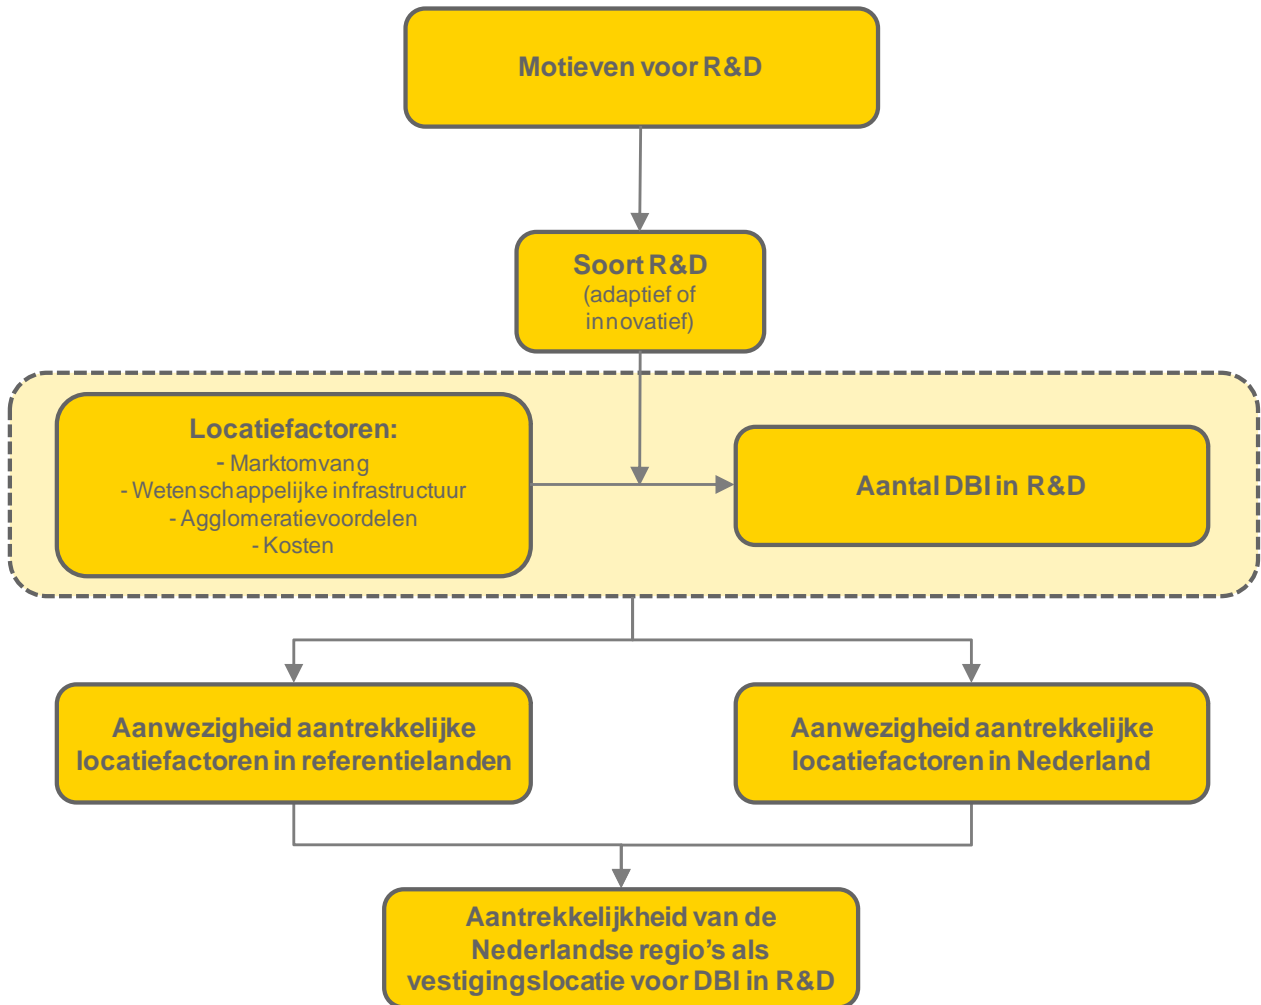 Motieven voor R&D
Soort R&D
(adaptief of
innovatief)
Locatiefactoren:
- Marktomvang
- Wetenschappelijke infrastructuur
- Agglomeratievoordelen
- Kosten
Aantal DBI in R&D
Aanwezigheid aantrekkelijke
locatiefactoren in referentielanden
Aanwezigheid aantrekkelijke
locatiefactoren in Nederland
Aantrekkelijkheid van de
Nederlandse regio's als
vestigingslocatie voor DBI in R&D